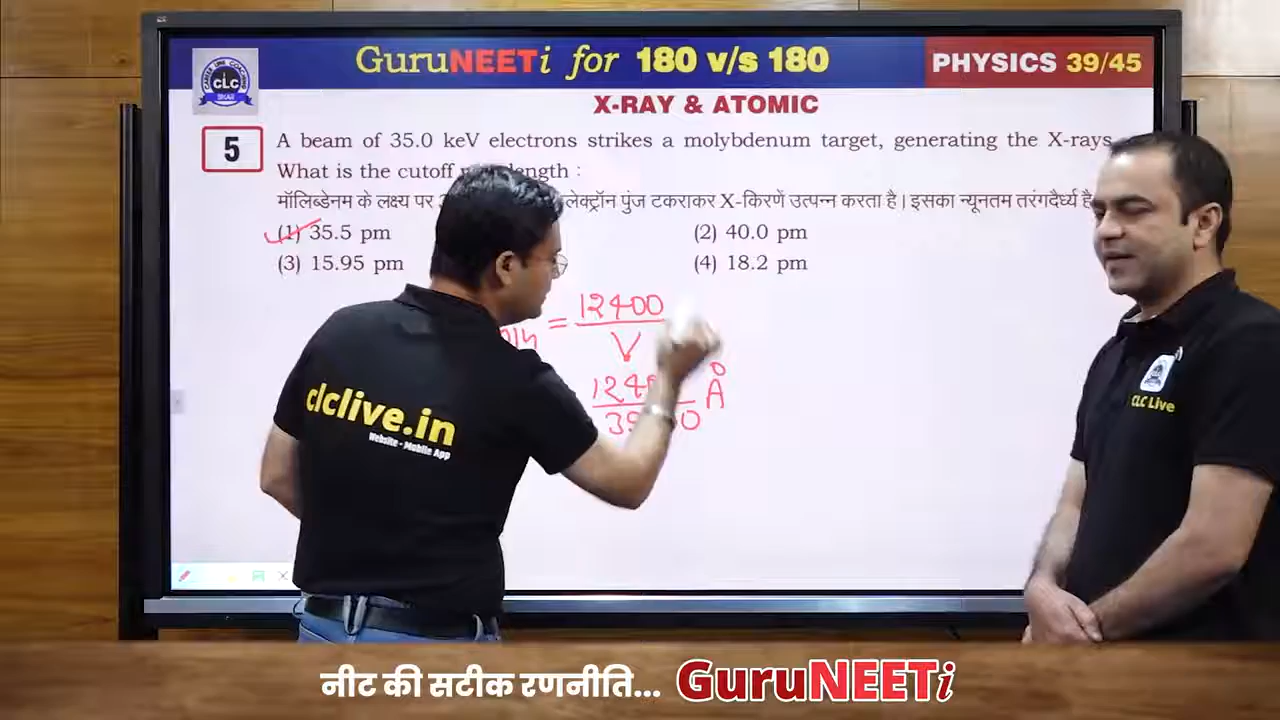 GuruNEETi for 180 v/s 180
PHYSICS 39/45
CLC
X-RAY & ATOMIC
5
A beam of 35.0 keV electrons strikes a molybdenum target, generating the X-rays
What is the cutoff :
मॉलिब्डेनम के लक्ष्य पर पुंज टकराकर X-किरणें उत्पन्न करता है। इसका न्यूनतम तरंगदैर्ध्य है
(1) 35.5 pm
(2) 40.0 pm
(3) 15.95 pm
(4) 18.2 pm
= 12400
V
Å
clclive.in
Website - Mobile App
CLC Live
नीट की सटीक रणनीति... GuruNEETi